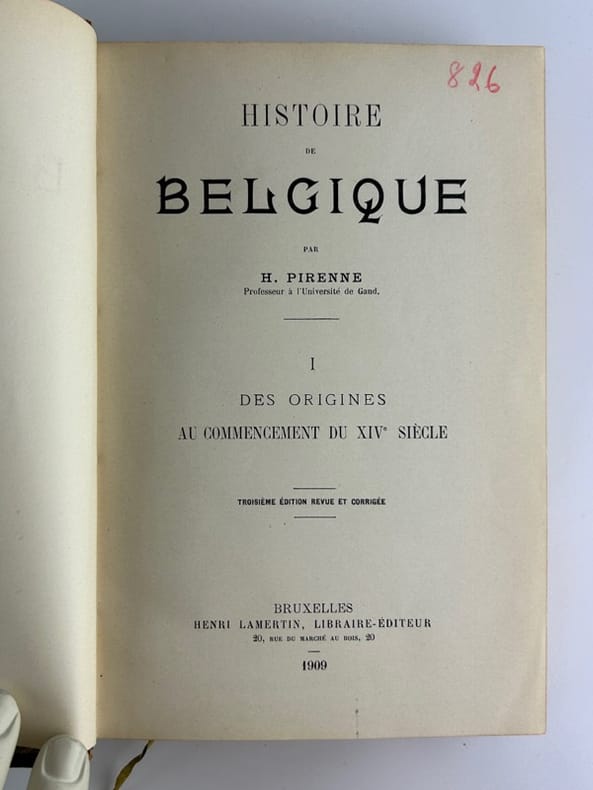 826
HISTOIRE
DE
BELGIQUE
PAR
H. PIRENNE
Professeur à l'Université de Gand.
I
DES ORIGINES
AU COMMENCEMENT DU XIVe SIÈCLE
TROISIÈME ÉDITION REVUE ET CORRIGÉE
BRUXELLES
HENRI LAMERTIN, LIBRAIRE-ÉDITEUR
20, RUE DU MARCHÉ AU BOIS, 20
1909